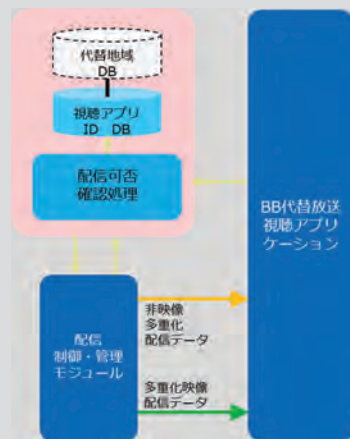 代替地域
DB
視聴アプリ
ID DB
配信可否
確認処理
BB代替放送
視聴アプリ
ケーション
配信
制御・管理
モジュール
非映像
多重化
配信データ
多重化映像
配信データ